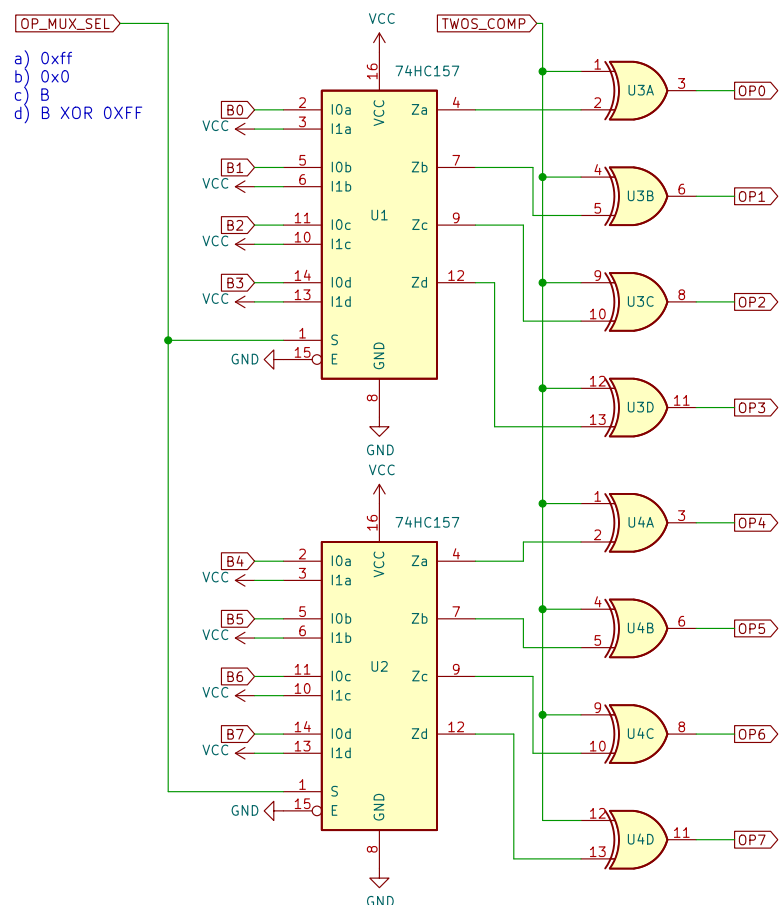 OP_MUX_SEL
a) 0xff
b) 0x0
c) B
d) B XOR 0XFF
VCC
16
74HC157
VCC
B0 2 I0a Za 4
VCC 3 I1a
B1 5 I0b Zb 7
VCC 6 I1b
U1
B2 11 I0c Zc 9
VCC 10 I1c
B3 14 I0d Zd 12
VCC 13 I1d
1 S
GND 15 E
GND
8
GND
VCC
16
74HC157
VCC
B4 2 I0a Za 4
VCC 3 I1a
B5 5 I0b Zb 7
VCC 6 I1b
U2
B6 11 I0c Zc 9
VCC 10 I1c
B7 14 I0d Zd 12
VCC 13 I1d
1 S
GND 15 E
GND
8
GND
TWOS_COMP
1
U3A 3 OP0
2
4
U3B 6 OP1
5
9
U3C 8 OP2
10
12
U3D 11 OP3
13
1
U4A 3 OP4
2
4
U4B 6 OP5
5
9
U4C 8 OP6
10
12
U4D 11 OP7
13